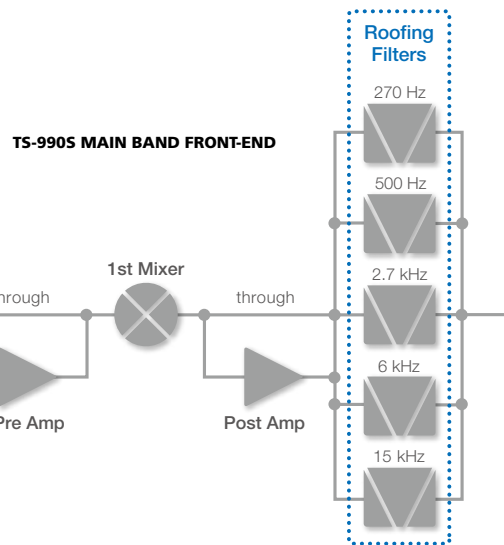 Roofing
Filters
270 Hz
TS-990S MAIN BAND FRONT-END
500 Hz
1st Mixer
2.7 kHz
hrough
through
6 kHz
Pre Amp
Post Amp
15 kHz